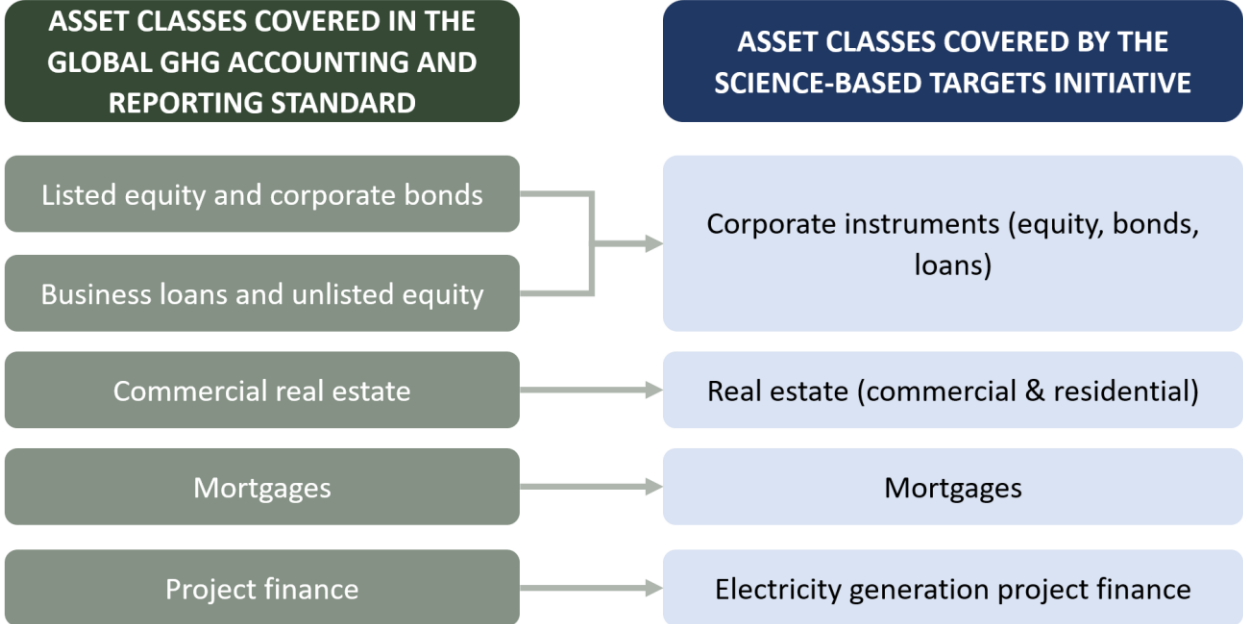 ASSET CLASSES COVERED IN THE
GLOBAL GHG ACCOUNTING AND
REPORTING STANDARD
ASSET CLASSES COVERED BY THE
SCIENCE-BASED TARGETS INITIATIVE
Listed equity and corporate bonds
Business loans and unlisted equity
Corporate instruments (equity, bonds,
loans)
Commercial real estate
Real estate (commercial & residential)
Mortgages
Mortgages
Project finance
Electricity generation project finance